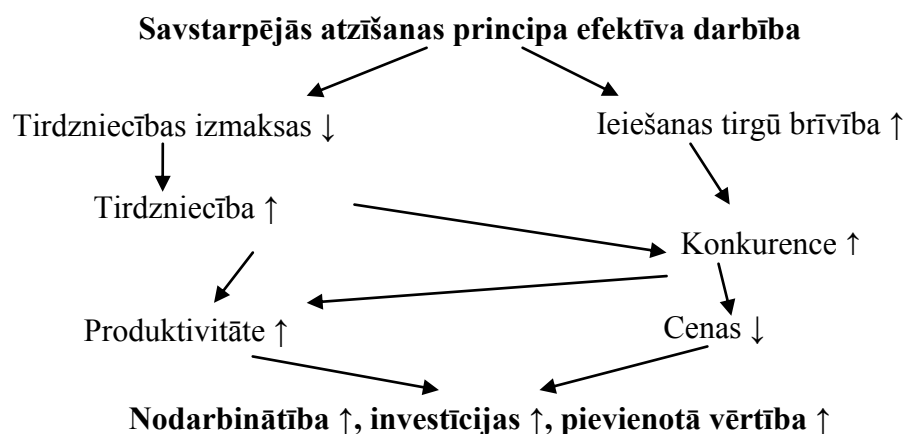 Savstarpējās atzīšanas principa efektīva darbība
Tirdzniecības izmaksas ↓
Ieiešanas tirgū brīvība ↑
Tirdzniecība ↑
Konkurence ↑
Produktivitāte ↑
Cenas ↓
Nodarbinātība ↑, investīcijas ↑, pievienotā vērtība ↑